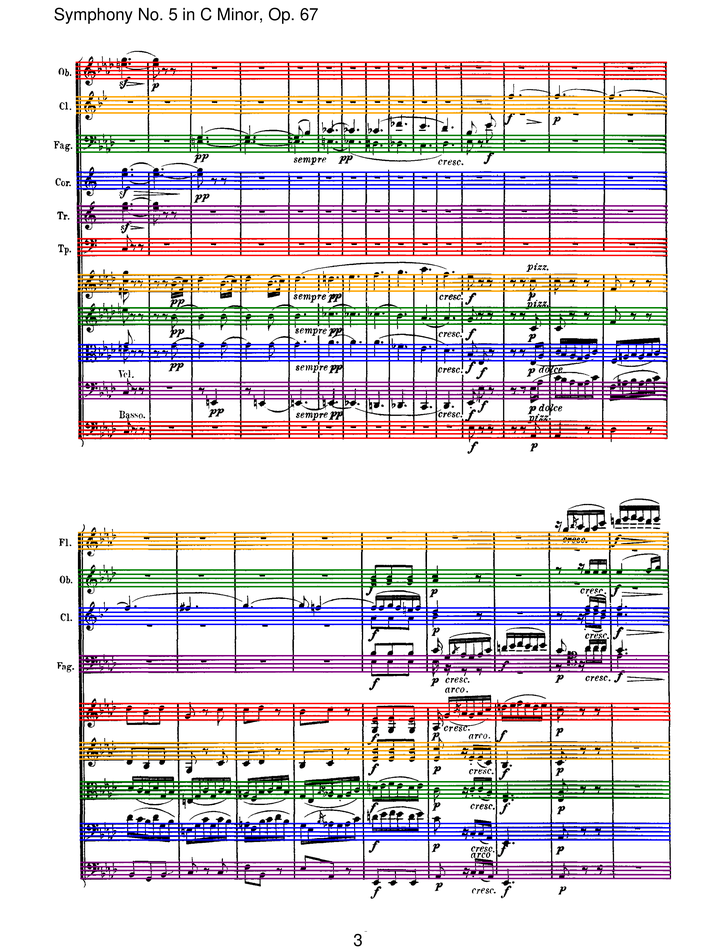 Symphony No. 5 in C Minor, Op. 67
Ob.
sf p
Cl.
f p
Fag.
pp sempre pp cresc. f
Cor.
sf pp
Tr.
sf
Tp.
pizz.
pp sempre pp cresc. f p
pizz.
pp sempre pp cresc. f p
pp sempre pp cresc. f p dolce
Vcl.
pp sempre pp cresc. f p dolce
Basso.
pizz.
f p
Fl.
cresc. f
Ob.
f p cresc. f
Cl.
f p cresc. f
Fag.
f p cresc. f p cresc. f
arco.
f p cresc. f p
arco.
f p cresc. f p
f p cresc. f p
f p cresc. f p
arco
f p cresc. f p
3